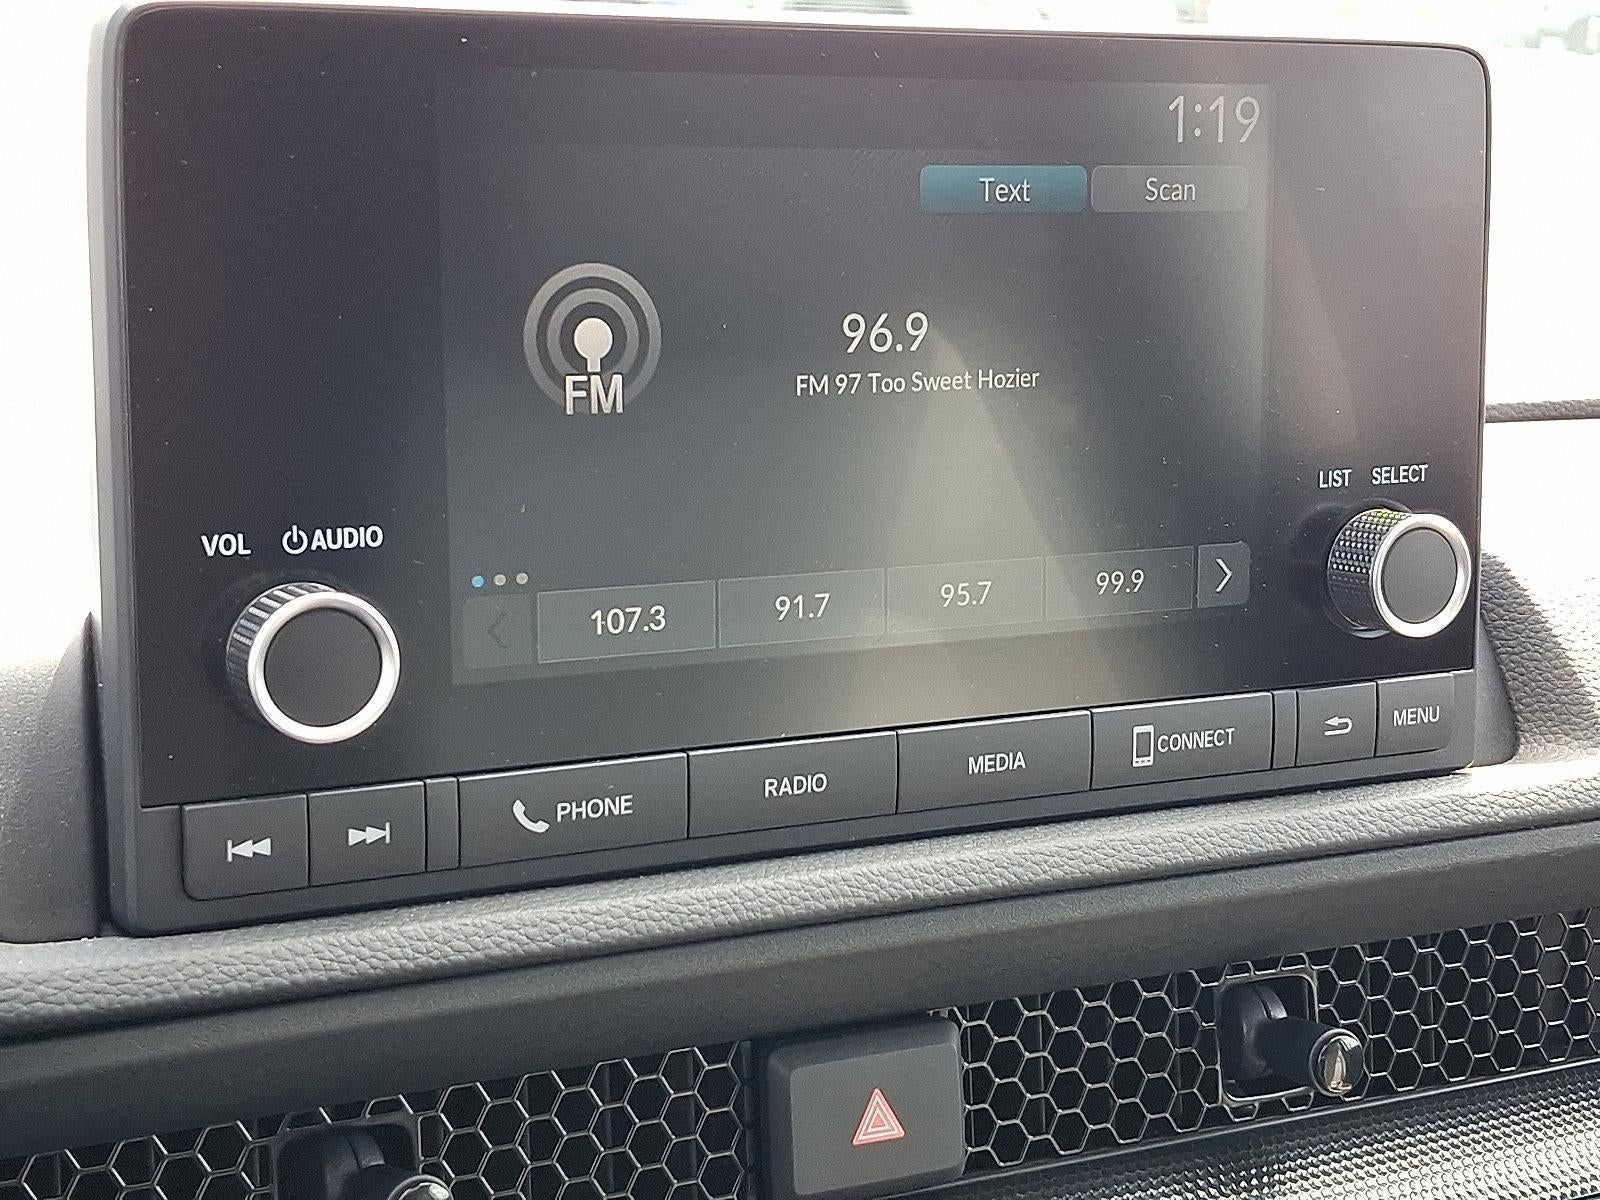 1:19
Text Scan
FM
96.9
FM 97 Too Sweet Hozier
LIST SELECT
VOL AUDIO
107.3 91.7 95.7 99.9
PHONE RADIO MEDIA CONNECT MENU